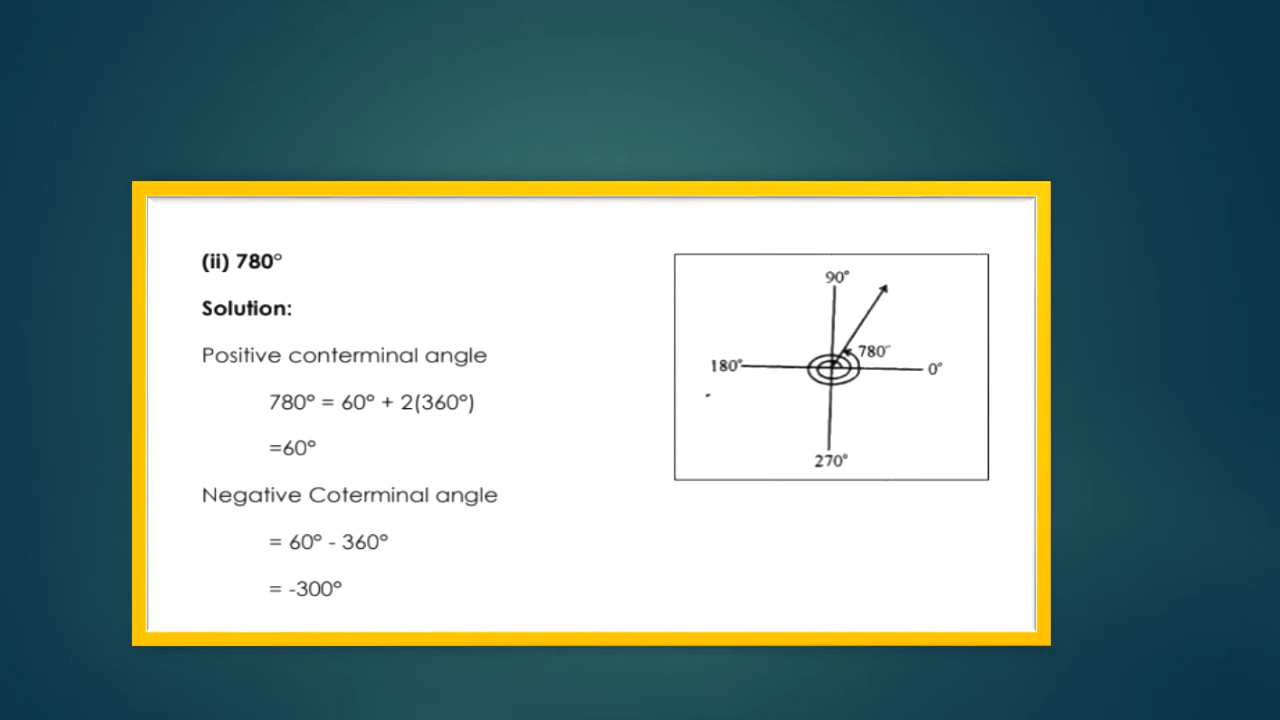 (ii) 780°
Solution:
Positive conterminal angle
780° = 60° + 2(360°)
=60°
Negative Coterminal angle
= 60° - 360°
= -300°
90°
780°
180°
0°
270°